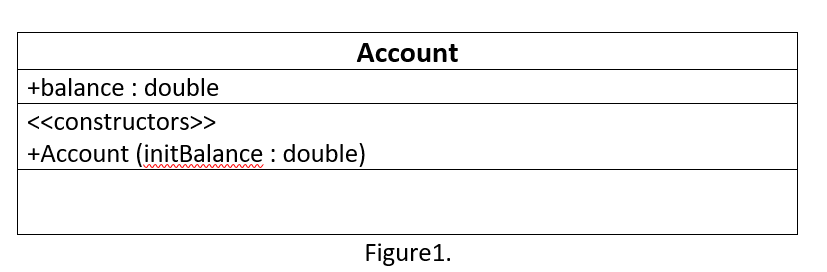 Account
+balance : double
<<constructors>>
+Account (initBalance : double)
Figure1.